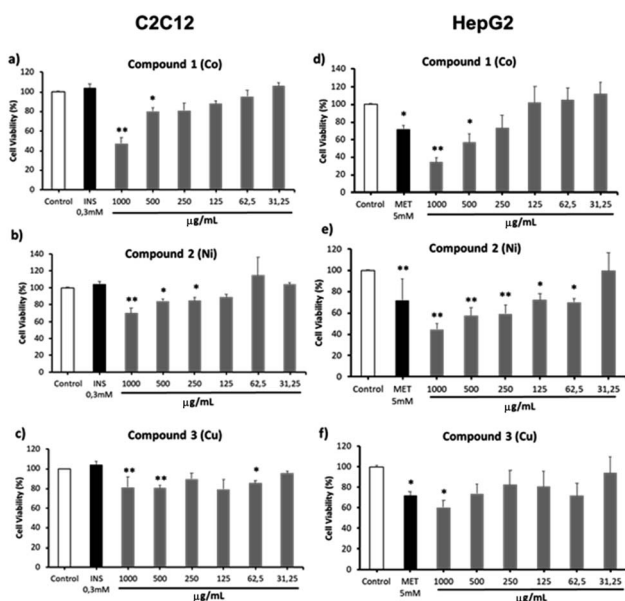 C2C12
HepG2
a)
Compound 1 (Co)
Cell Viability (%)
120
100
80
60
40
20
0
**
*
Control INS 1000 500 250 125 62,5 31,25
0,3mM
μg/mL
d)
Compound 1 (Co)
Cell Viability (%)
140
120
100
80
60
40
20
0
*
**
*
Control MET 1000 500 250 125 62,5 31,25
5mM
μg/mL
b)
Compound 2 (Ni)
Cell Viability (%)
140
120
100
80
60
40
20
0
**
*
*
Control INS 1000 500 250 125 62,5 31,25
0,3mM
μg/mL
e)
Compound 2 (Ni)
Cell Viability (%)
120
100
80
60
40
20
0
**
**
**
**
*
*
Control MET 1000 500 250 125 62,5 31,25
5mM
μg/mL
c)
Compound 3 (Cu)
Cell Viability (%)
120
100
80
60
40
20
0
**
**
*
Control INS 1000 500 250 125 62,5 31,25
0,3mM
μg/mL
f)
Compound 3 (Cu)
Cell Viability (%)
120
100
80
60
40
20
0
*
*
Control MET 1000 500 250 125 62,5 31,25
5mM
μg/mL